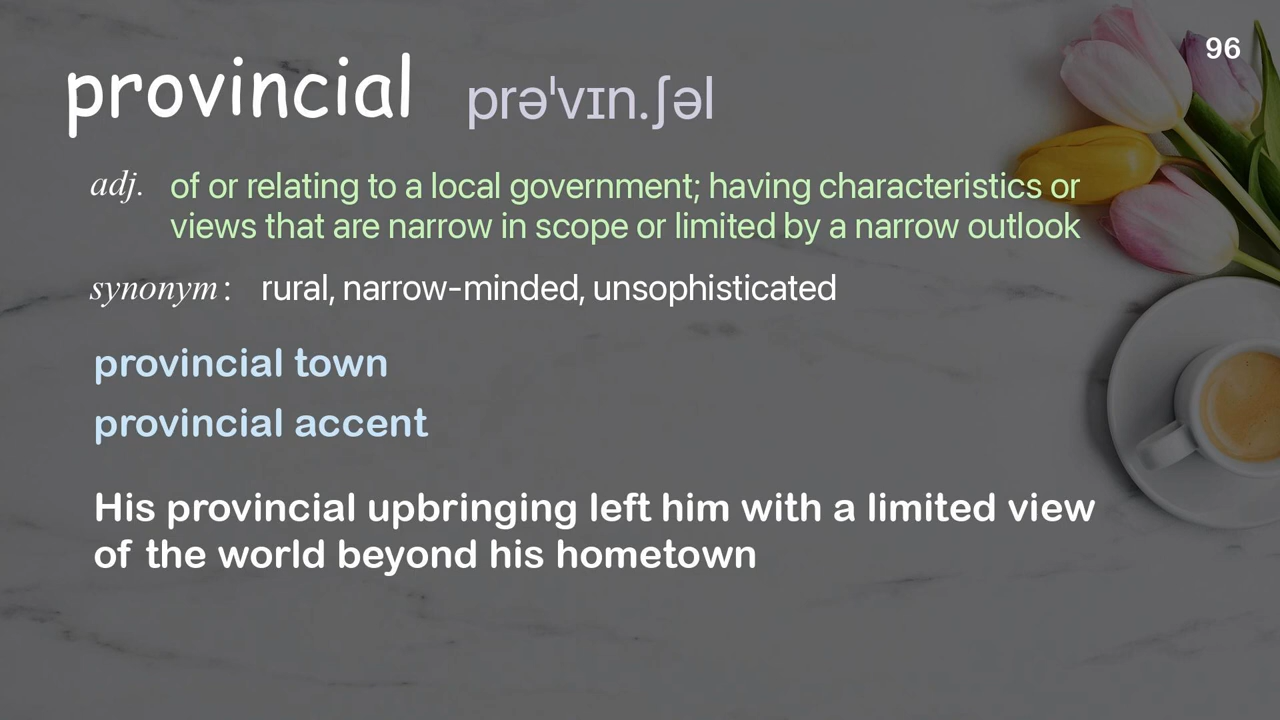 96
provincial prəˈvɪn.ʃəl
adj. of or relating to a local government; having characteristics or
views that are narrow in scope or limited by a narrow outlook
synonym: rural, narrow-minded, unsophisticated
provincial town
provincial accent
His provincial upbringing left him with a limited view
of the world beyond his hometown